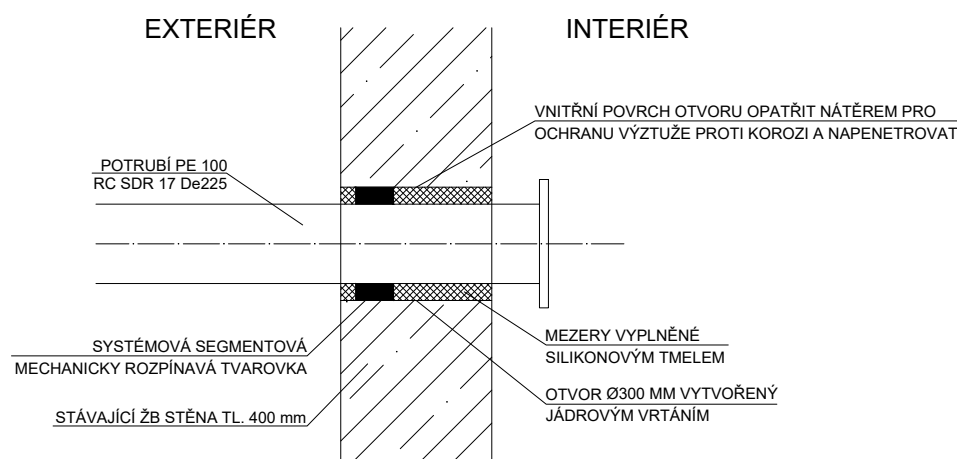 EXTERIÉR
INTERIÉR
VNITŘNÍ POVRCH OTVORU OPATŘIT NÁTĚREM PRO
OCHRANU VÝZTUŽE PROTI KOROZI A NAPENETROVAT
POTRUBÍ PE 100
RC SDR 17 De225
SYSTÉMOVÁ SEGMENTOVÁ
MECHANICKY ROZPÍNAVÁ TVAROVKA
MEZERY VYPLNĚNÉ
SILIKONOVÝM TMELEM
STÁVAJÍCÍ ŽB STĚNA TL. 400 mm
OTVOR Ø300 MM VYTVOŘENÝ
JÁDROVÝM VRTÁNÍM